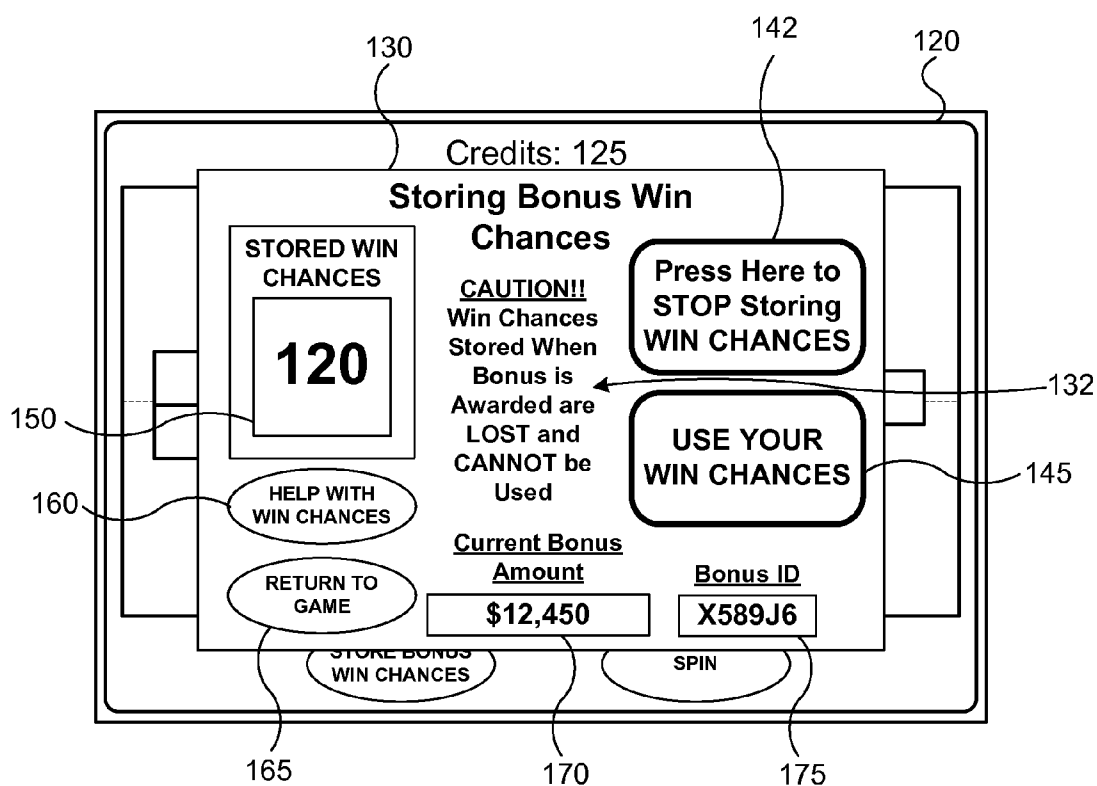 142
130
120
Credits: 125
Storing Bonus Win
Chances
STORED WIN
CHANCES
120
CAUTION!!
Win Chances
Stored When
Bonus is
Awarded are
LOST and
CANNOT be
Used
Press Here to
STOP Storing
WIN CHANCES
132
150
USE YOUR
WIN CHANCES
145
160
HELP WITH
WIN CHANCES
Current Bonus
Amount
$12,450
Bonus ID
X589J6
RETURN TO
GAME
STORE BONUS
WIN CHANCES
SPIN
165
170
175